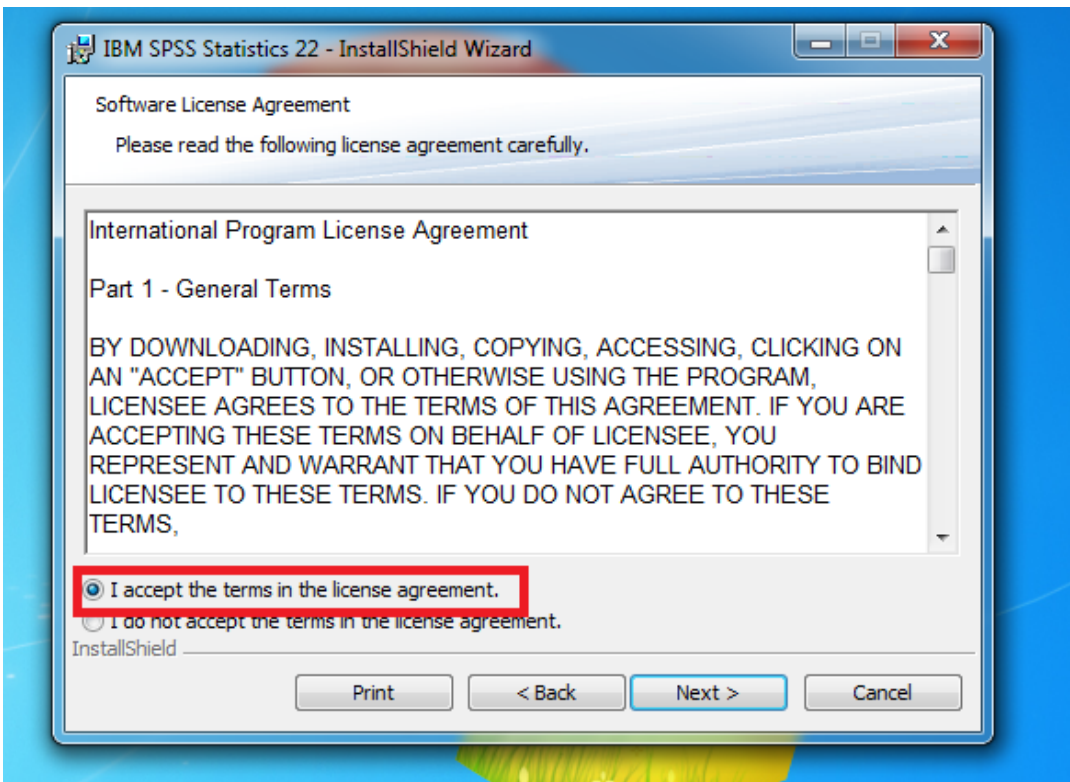 IBM SPSS Statistics 22 - InstallShield Wizard
Software License Agreement
Please read the following license agreement carefully.
International Program License Agreement
Part 1 - General Terms
BY DOWNLOADING, INSTALLING, COPYING, ACCESSING, CLICKING ON
AN "ACCEPT" BUTTON, OR OTHERWISE USING THE PROGRAM,
LICENSEE AGREES TO THE TERMS OF THIS AGREEMENT. IF YOU ARE
ACCEPTING THESE TERMS ON BEHALF OF LICENSEE, YOU
REPRESENT AND WARRANT THAT YOU HAVE FULL AUTHORITY TO BIND
LICENSEE TO THESE TERMS. IF YOU DO NOT AGREE TO THESE
TERMS,
I accept the terms in the license agreement.
I do not accept the terms in the license agreement.
InstallShield
Print < Back Next > Cancel